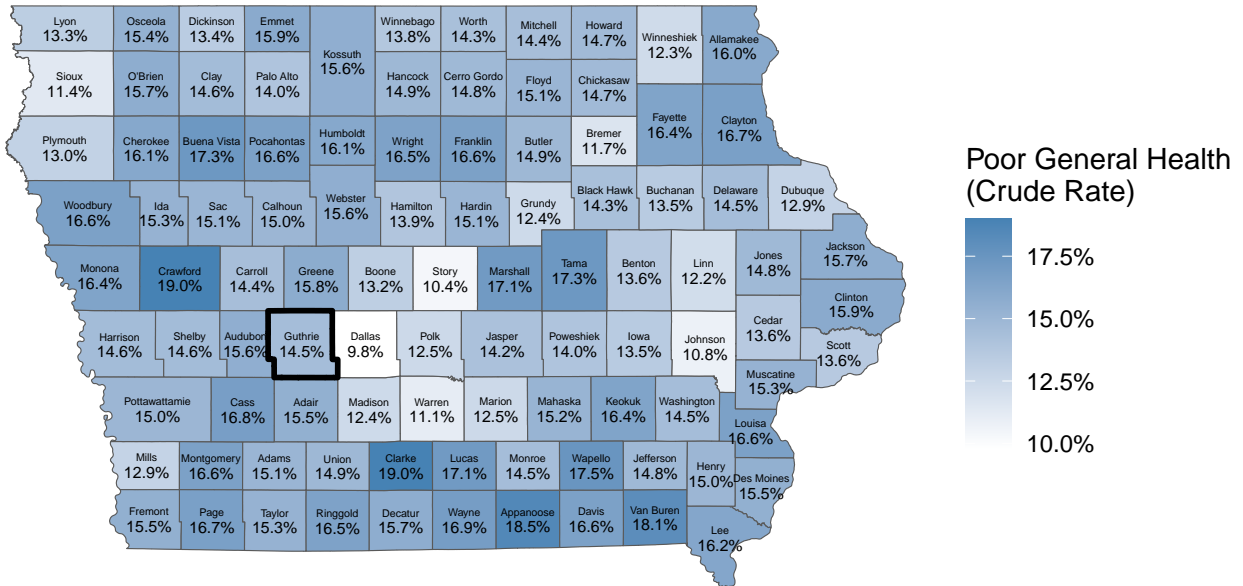 Lyon
13.3%
Osceola
15.4%
Dickinson
13.4%
Emmet
15.9%
Kossuth
15.6%
Winnebago
13.8%
Worth
14.3%
Mitchell
14.4%
Howard
14.7%
Winneshiek
12.3%
Allamakee
16.0%
Sioux
11.4%
O'Brien
15.7%
Clay
14.6%
Palo Alto
14.0%
Hancock
14.9%
Cerro Gordo
14.8%
Floyd
15.1%
Chickasaw
14.7%
Fayette
16.4%
Clayton
16.7%
Plymouth
13.0%
Cherokee
16.1%
Buena Vista
17.3%
Pocahontas
16.6%
Humboldt
16.1%
Wright
16.5%
Franklin
16.6%
Butler
14.9%
Bremer
11.7%
Woodbury
16.6%
Ida
15.3%
Sac
15.1%
Calhoun
15.0%
Webster
15.6%
Hamilton
13.9%
Hardin
15.1%
Grundy
12.4%
Black Hawk
14.3%
Buchanan
13.5%
Delaware
14.5%
Dubuque
12.9%
Monona
16.4%
Crawford
19.0%
Carroll
14.4%
Greene
15.8%
Boone
13.2%
Story
10.4%
Marshall
17.1%
Tama
17.3%
Benton
13.6%
Linn
12.2%
Jones
14.8%
Jackson
15.7%
Clinton
15.9%
Harrison
14.6%
Shelby
14.6%
Audubon
15.6%
Guthrie
14.5%
Dallas
9.8%
Polk
12.5%
Jasper
14.2%
Poweshiek
14.0%
Iowa
13.5%
Johnson
10.8%
Cedar
13.6%
Scott
13.6%
Muscatine
15.3%
Pottawattamie
15.0%
Cass
16.8%
Adair
15.5%
Madison
12.4%
Warren
11.1%
Marion
12.5%
Mahaska
15.2%
Keokuk
16.4%
Washington
14.5%
Louisa
16.6%
Mills
12.9%
Montgomery
16.6%
Adams
15.1%
Union
14.9%
Clarke
19.0%
Lucas
17.1%
Monroe
14.5%
Wapello
17.5%
Jefferson
14.8%
Henry
15.0%
Des Moines
15.5%
Fremont
15.5%
Page
16.7%
Taylor
15.3%
Ringgold
16.5%
Decatur
15.7%
Wayne
16.9%
Appanoose
18.5%
Davis
16.6%
Van Buren
18.1%
Lee
16.2%
Poor General Health
(Crude Rate)
17.5%
15.0%
12.5%
10.0%